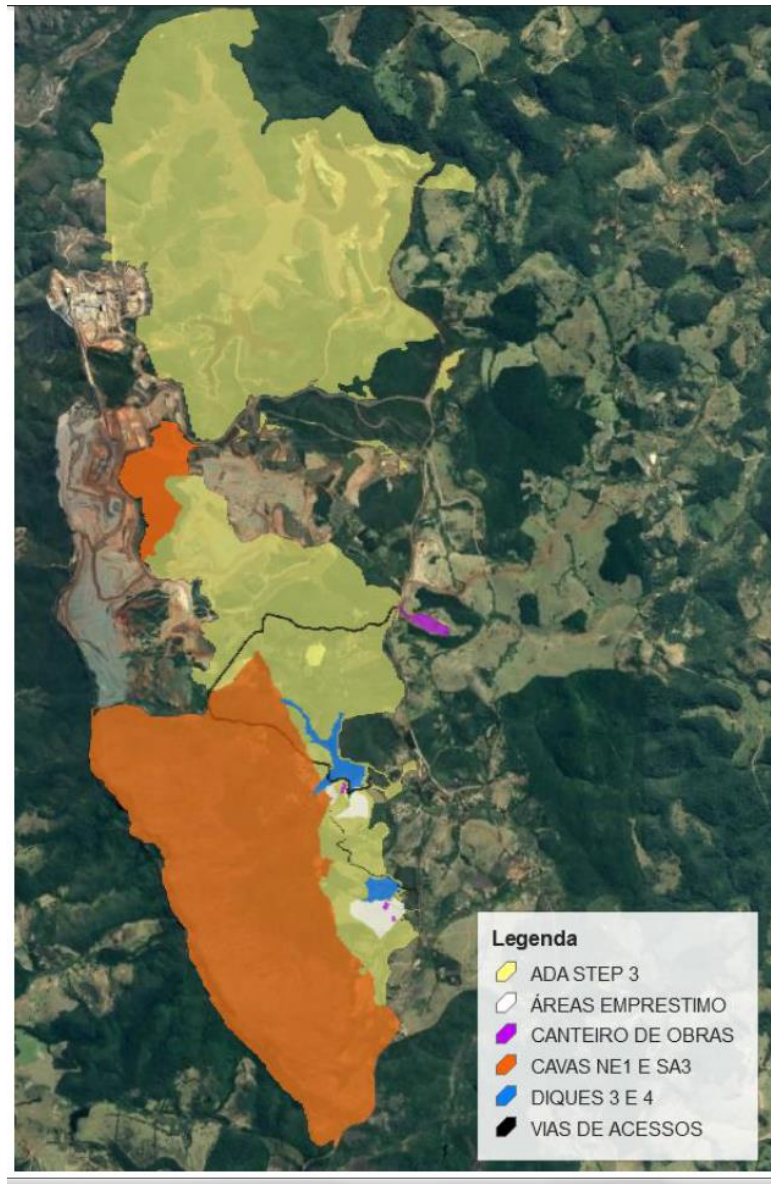 Legenda
ADA STEP 3
ÁREAS EMPRESTIMO
CANTEIRO DE OBRAS
CAVAS NE1 E SA3
DIQUES 3 E 4
VIAS DE ACESSOS